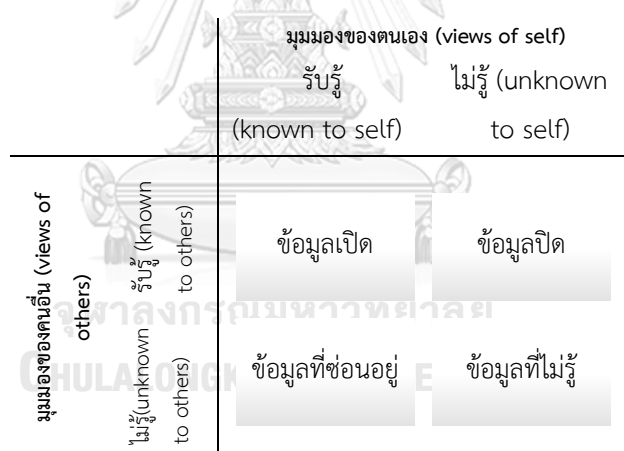 มุมมองของตนเอง (views of self)
รับรู้
(known to self)
ไม่รู้ (unknown
to self)
มุมมองของคนอื่น (views of
others)
รับรู้ (known
to others)
ข้อมูลเปิด
ข้อมูลปิด
ไม่รู้(unknown
to others)
ข้อมูลที่ซ่อนอยู่
ข้อมูลที่ไม่รู้